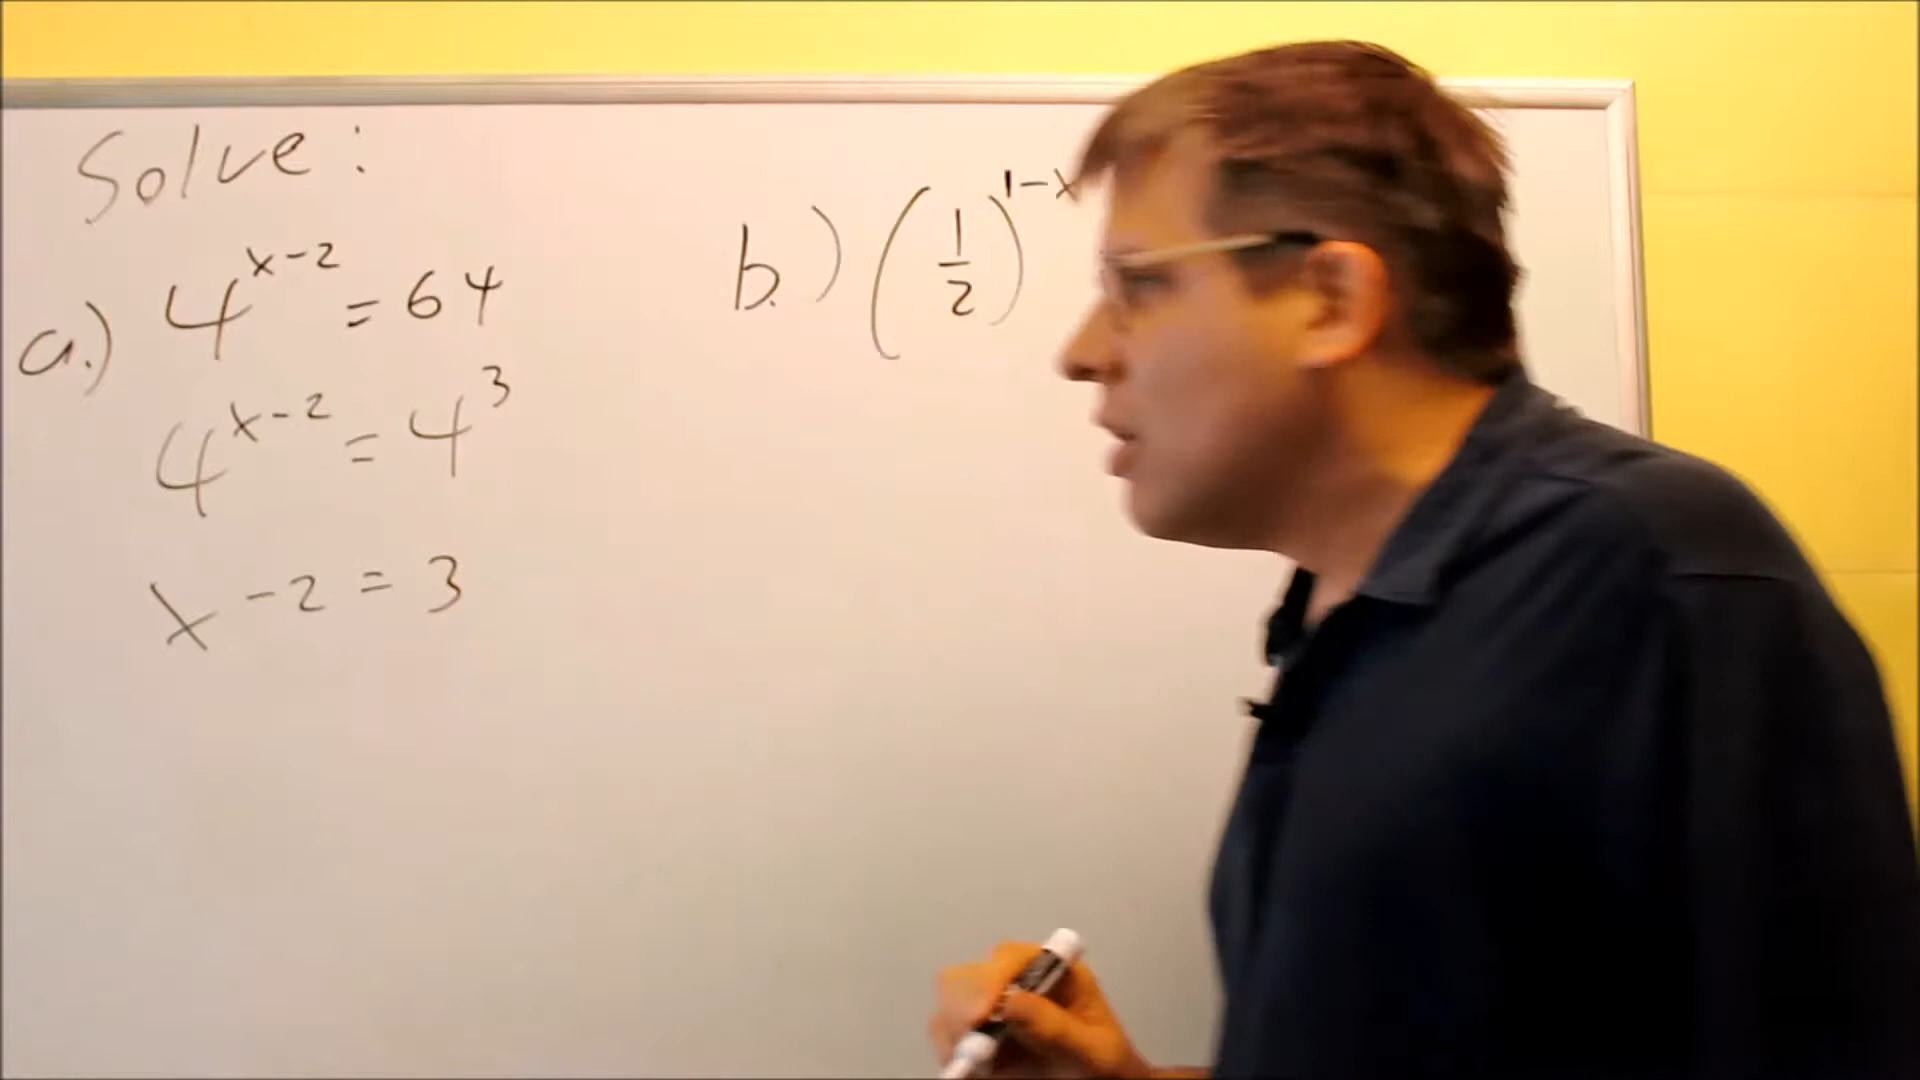 Solve:
a.) 4^{x-2} = 64
4^{x-2} = 4^3
x - 2 = 3
b.) (1/2)^{1-x}